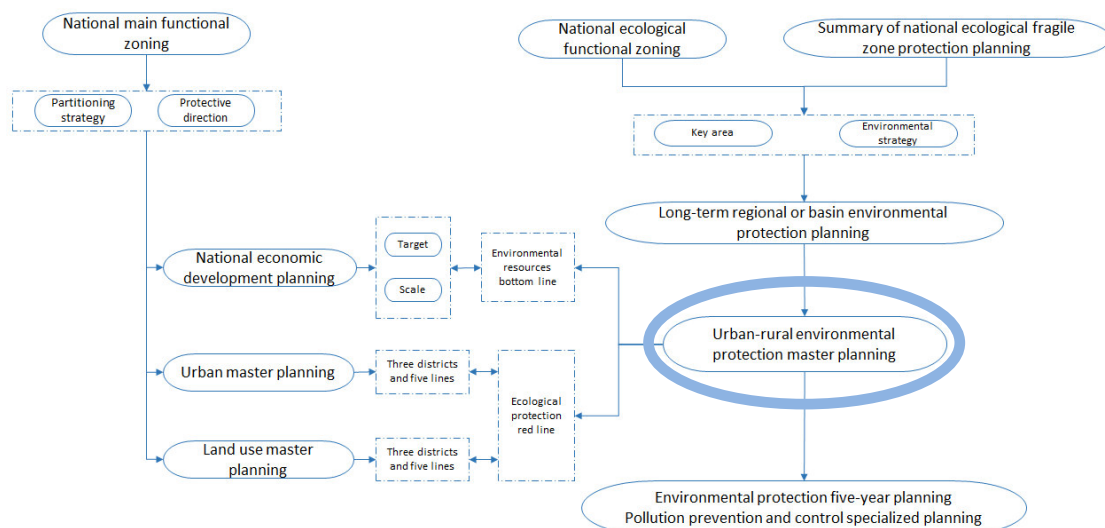 National main functional
zoning
National ecological
functional zoning
Summary of national ecological fragile
zone protection planning
Partitioning
strategy
Protective
direction
Key area
Environmental
strategy
Long-term regional or basin environmental
protection planning
National economic
development planning
Target
Scale
Environmental
resources
bottom line
Urban-rural environmental
protection master planning
Urban master planning
Three districts
and five lines
Ecological
protection
red line
Land use master
planning
Three districts
and five lines
Environmental protection five-year planning
Pollution prevention and control specialized planning